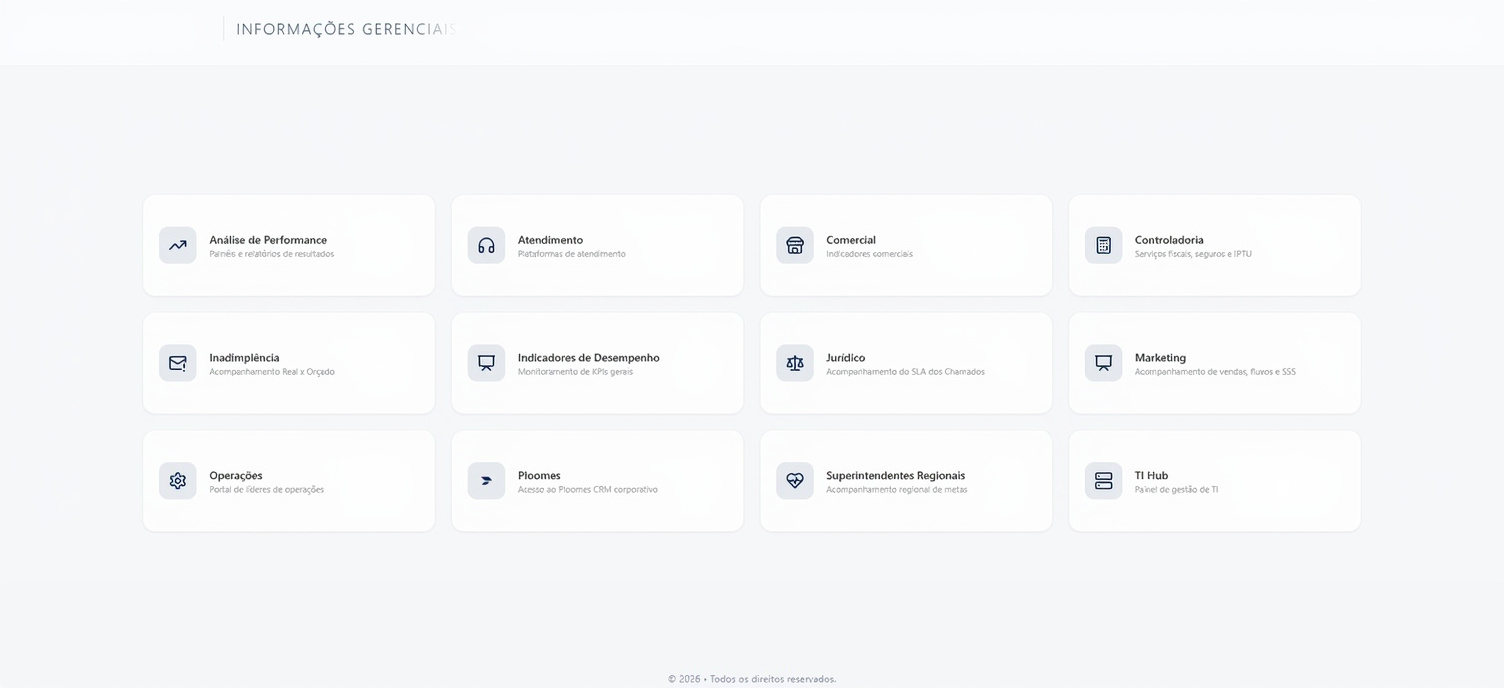 INFORMAÇÕES GERENCIAIS
Análise de Performance
Painéis e relatórios de resultados
Atendimento
Plataformas de atendimento
Comercial
Indicadores comerciais
Controladoria
Serviços fiscais, seguros e IPTU
Inadimplência
Acompanhamento Real x Orçado
Indicadores de Desempenho
Monitoramento de KPIs gerais
Jurídico
Acompanhamento do SLA dos Chamados
Marketing
Acompanhamento de vendas, fluxos e SSS
Operações
Portal de líderes de operações
Ploomes
Acesso ao Ploomes CRM corporativo
Superintendentes Regionais
Acompanhamento regional de metas
TI Hub
Painel de gestão de TI
© 2026 • Todos os direitos reservados.